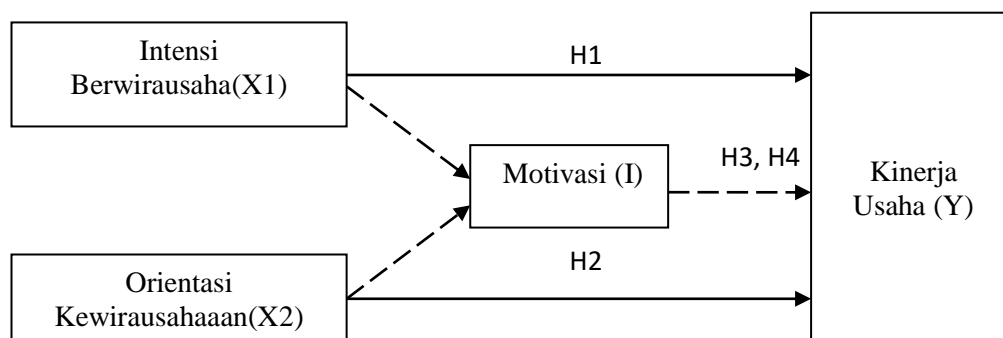 Intensi
Berwirausaha(X1)
H1
Motivasi (I)
H3, H4
Kinerja
Usaha (Y)
H2
Orientasi
Kewirausahaaan(X2)